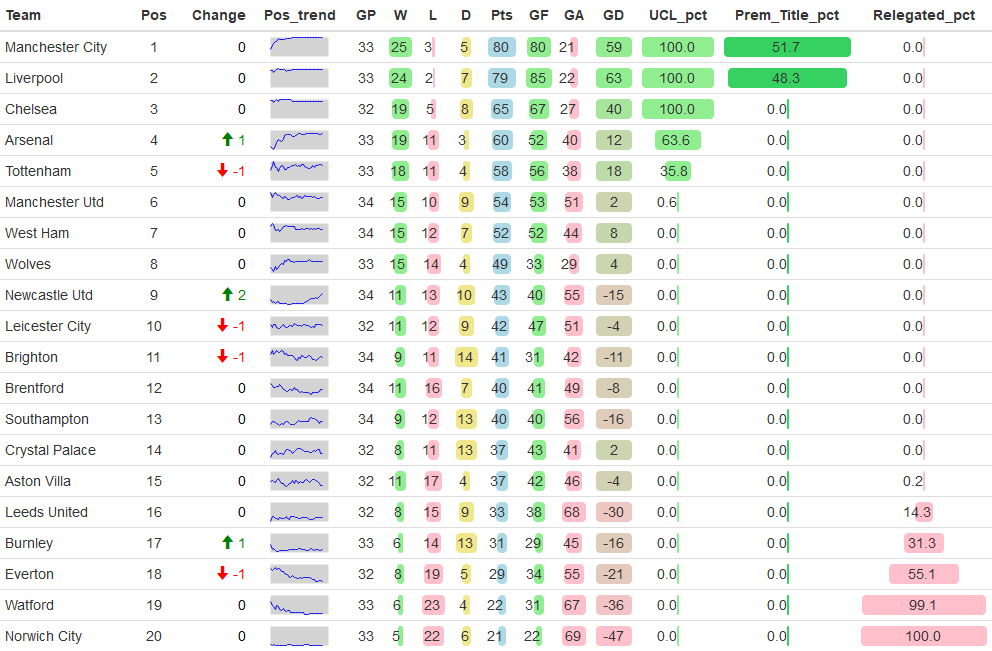 Team Pos Change Pos_trend GP W L D Pts GF GA GD UCL_pct Prem_Title_pct Relegated_pct
Manchester City 1 0 33 25 3 5 80 80 21 59 100.0 51.7 0.0
Liverpool 2 0 33 24 2 7 79 85 22 63 100.0 48.3 0.0
Chelsea 3 0 32 19 5 8 65 67 27 40 100.0 0.0 0.0
Arsenal 4 1 33 19 11 3 60 52 40 12 63.6 0.0 0.0
Tottenham 5 -1 33 18 11 4 58 56 38 18 35.8 0.0 0.0
Manchester Utd 6 0 34 15 10 9 54 53 51 2 0.6 0.0 0.0
West Ham 7 0 34 15 12 7 52 52 44 8 0.0 0.0 0.0
Wolves 8 0 33 15 14 4 49 33 29 4 0.0 0.0 0.0
Newcastle Utd 9 2 34 11 13 10 43 40 55 -15 0.0 0.0 0.0
Leicester City 10 -1 32 11 12 9 42 47 51 -4 0.0 0.0 0.0
Brighton 11 -1 34 9 11 14 41 31 42 -11 0.0 0.0 0.0
Brentford 12 0 34 11 16 7 40 41 49 -8 0.0 0.0 0.0
Southampton 13 0 34 9 12 13 40 40 56 -16 0.0 0.0 0.0
Crystal Palace 14 0 32 8 11 13 37 43 41 2 0.0 0.0 0.0
Aston Villa 15 0 32 11 17 4 37 42 46 -4 0.0 0.0 0.2
Leeds United 16 0 32 8 15 9 33 38 68 -30 0.0 0.0 14.3
Burnley 17 1 33 6 14 13 31 29 45 -16 0.0 0.0 31.3
Everton 18 -1 32 8 19 5 29 34 55 -21 0.0 0.0 55.1
Watford 19 0 33 6 23 4 22 31 67 -36 0.0 0.0 99.1
Norwich City 20 0 33 5 22 6 21 22 69 -47 0.0 0.0 100.0